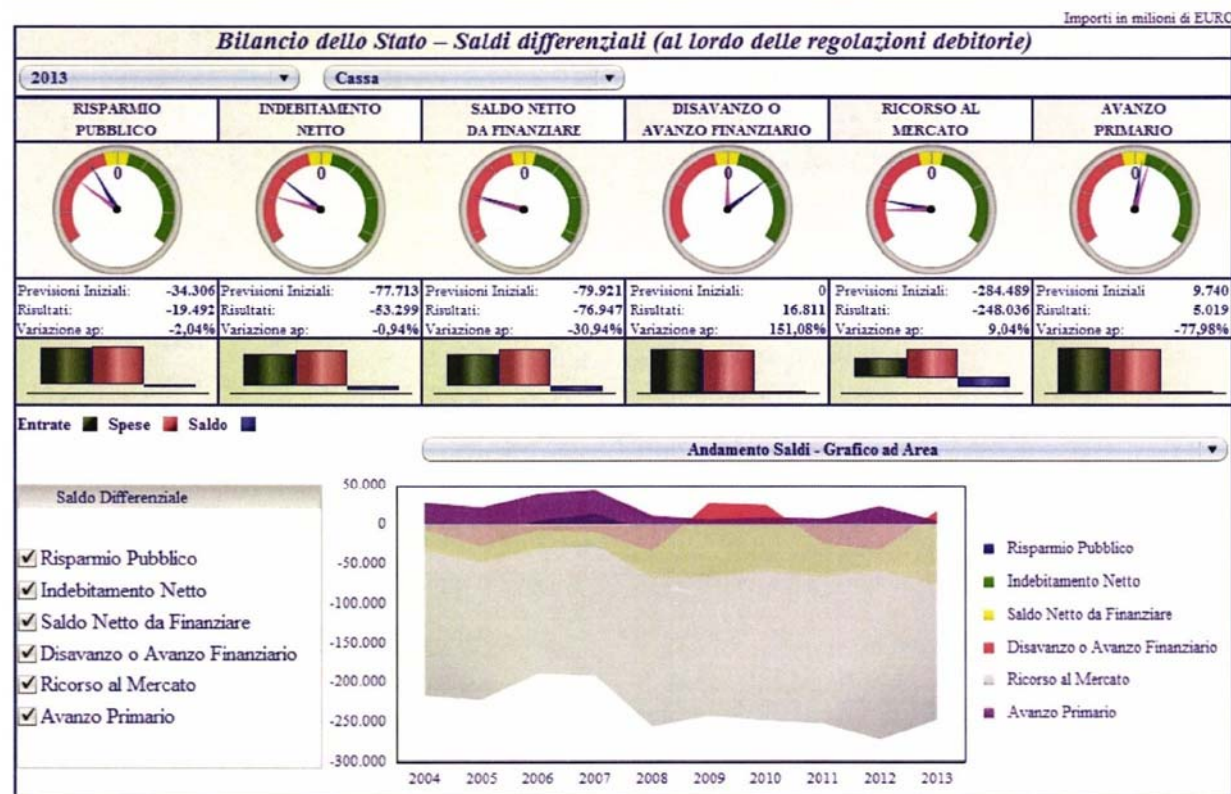 Importi in milioni di EURO
Bilancio dello Stato – Saldi differenziali (al lordo delle regolazioni debitorie)
2013 Cassa
RISPARMIO PUBBLICO
INDEBITAMENTO NETTO
SALDO NETTO DA FINANZIARE
DISAVANZO O AVANZO FINANZIARIO
RICORSO AL MERCATO
AVANZO PRIMARIO
0 0 0 0 0 0
Previsioni Iniziali: -34.306 Previsioni Iniziali: -77.713 Previsioni Iniziali: -79.921 Previsioni Iniziali: 0 Previsioni Iniziali: -284.489 Previsioni Iniziali 9.740
Risultati: -19.492 Risultati: -53.299 Risultati: -76.947 Risultati: 16.811 Risultati: -248.036 Risultati: 5.019
Variazione ap: -2,04% Variazione ap: -0,94% Variazione ap: -30,94% Variazione ap: 151,08% Variazione ap: 9,04% Variazione ap: -77,98%
Entrate Spese Saldo
Andamento Saldi - Grafico ad Area
Saldo Differenziale
Risparmio Pubblico
Indebitamento Netto
Saldo Netto da Finanziare
Disavanzo o Avanzo Finanziario
Ricorso al Mercato
Avanzo Primario
50.000
0
-50.000
-100.000
-150.000
-200.000
-250.000
-300.000
2004 2005 2006 2007 2008 2009 2010 2011 2012 2013
Risparmio Pubblico
Indebitamento Netto
Saldo Netto da Finanziare
Disavanzo o Avanzo Finanziario
Ricorso al Mercato
Avanzo Primario